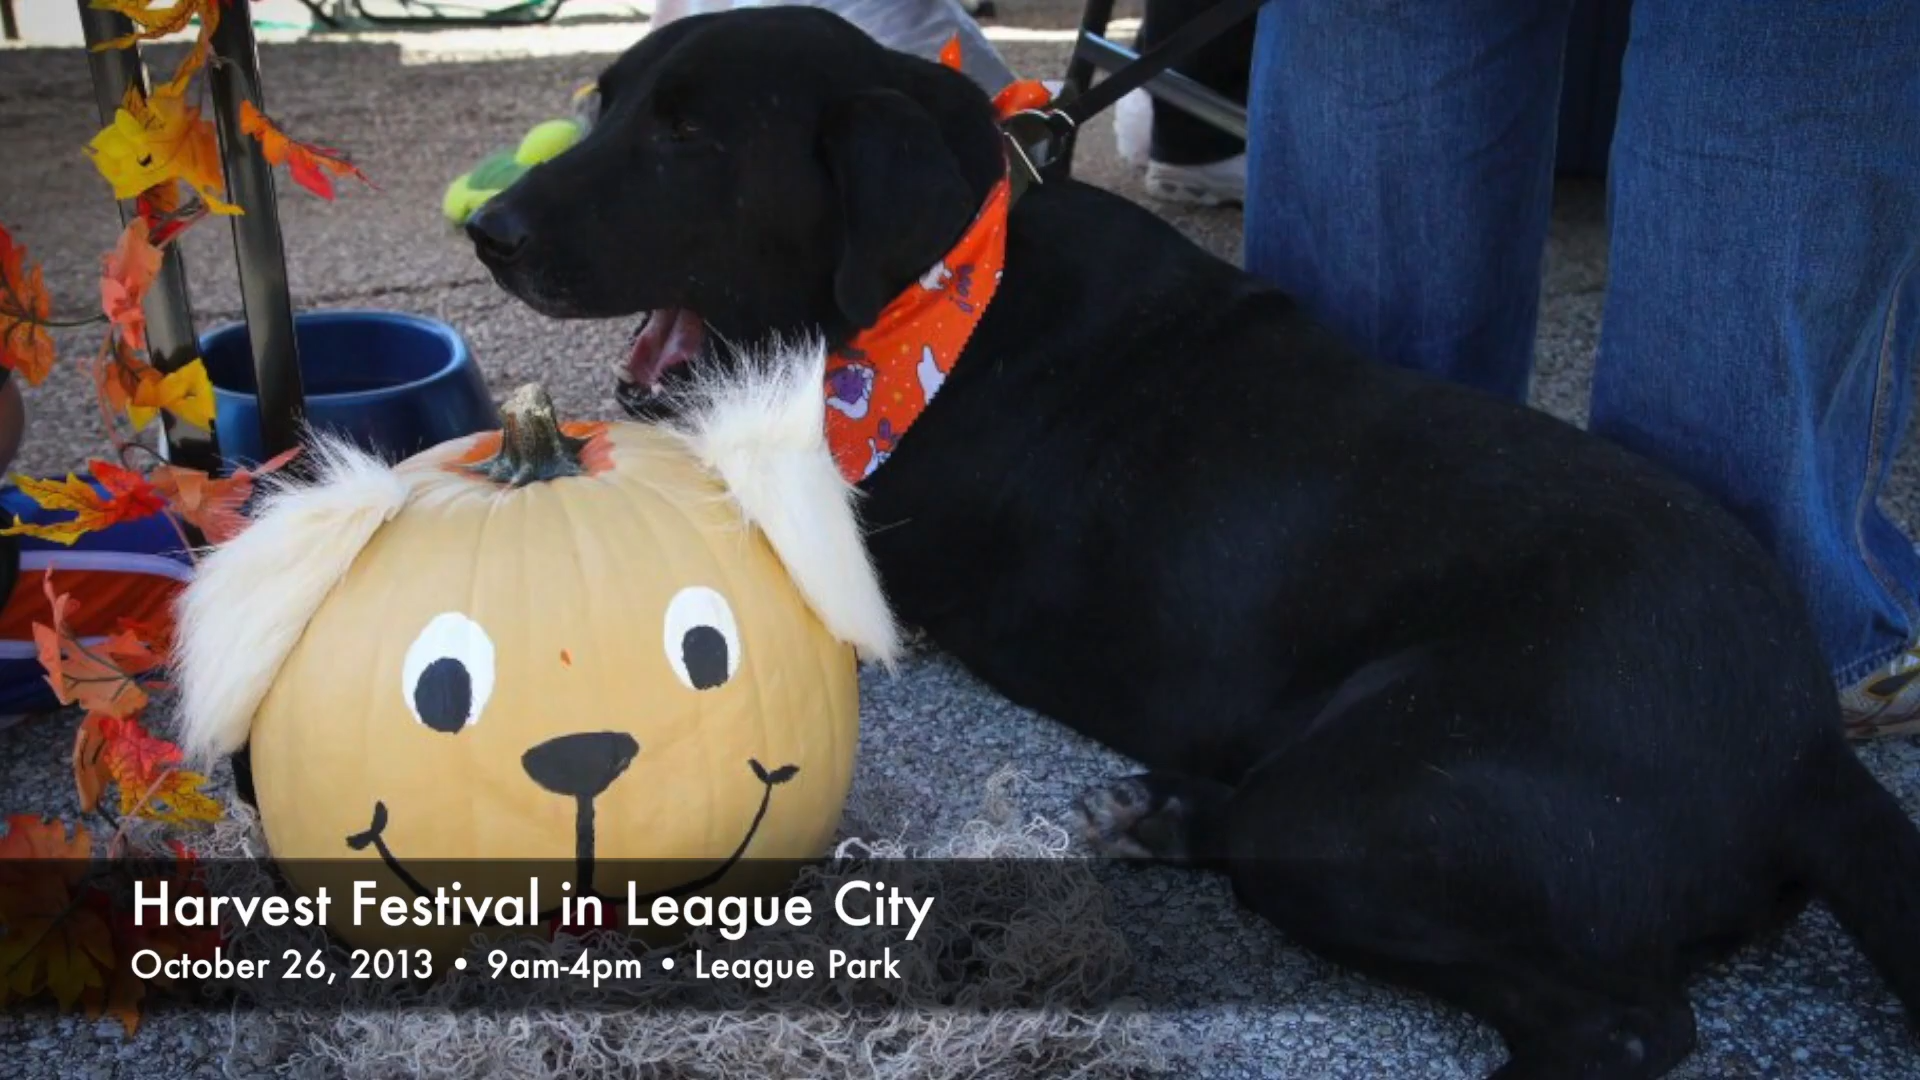 Harvest Festival in League City
October 26, 2013 • 9am-4pm • League Park